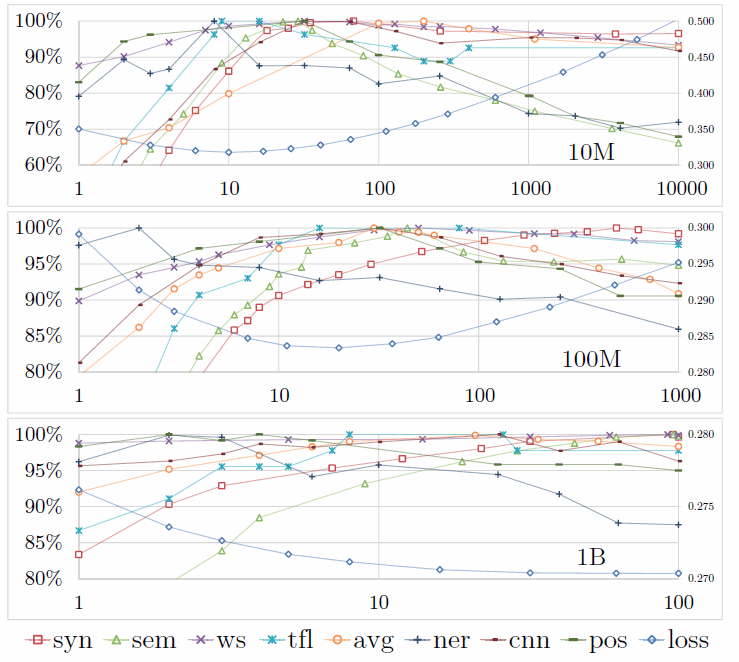 100% 0.500
90% 0.450
80% 0.400
70% 0.350
60% 10M 0.300
1 10 100 1000 10000
100% 0.300
95% 0.295
90% 0.290
85% 0.285
80% 100M 0.280
1 10 100 1000
100% 0.280
95%
90% 0.275
85%
1B
80% 0.270
1 10 100
syn sem ws tfl avg ner cnn pos loss